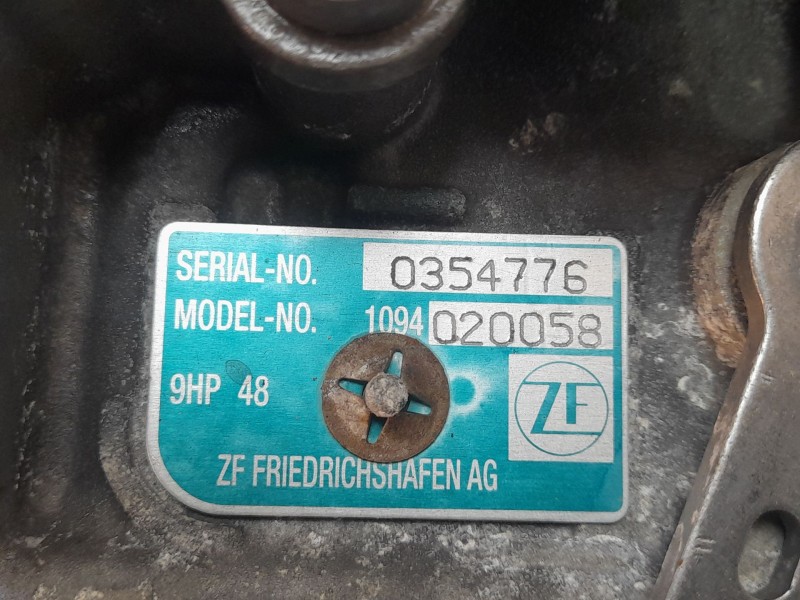 SERIAL-NO. 0354776
MODEL-NO. 1094 020058
9HP 48
ZF
ZF FRIEDRICHSHAFEN AG